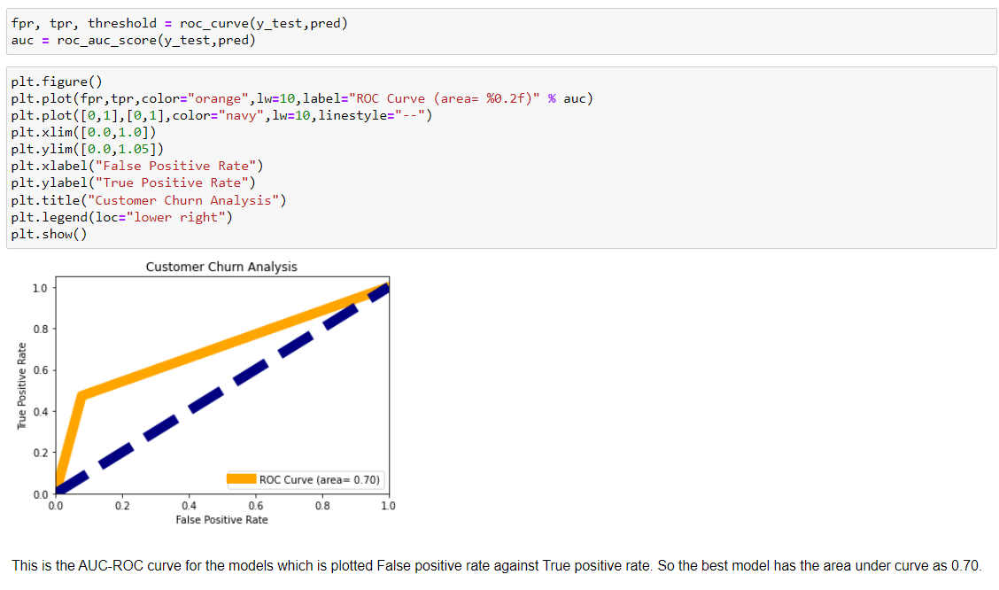 fpr, tpr, threshold = roc_curve(y_test,pred)
auc = roc_auc_score(y_test,pred)
plt.figure()
plt.plot(fpr,tpr,color="orange",lw=10,label="ROC Curve (area= %0.2f)" % auc)
plt.plot([0,1],[0,1],color="navy",lw=10,linestyle="--")
plt.xlim([0.0,1.0])
plt.ylim([0.0,1.05])
plt.xlabel("False Positive Rate")
plt.ylabel("True Positive Rate")
plt.title("Customer Churn Analysis")
plt.legend(loc="lower right")
plt.show()
Customer Churn Analysis
True Positive Rate
1.0
0.8
0.6
0.4
0.2
0.0
ROC Curve (area= 0.70)
0.0 0.2 0.4 0.6 0.8 1.0
False Positive Rate
This is the AUC-ROC curve for the models which is plotted False positive rate against True positive rate. So the best model has the area under curve as 0.70.